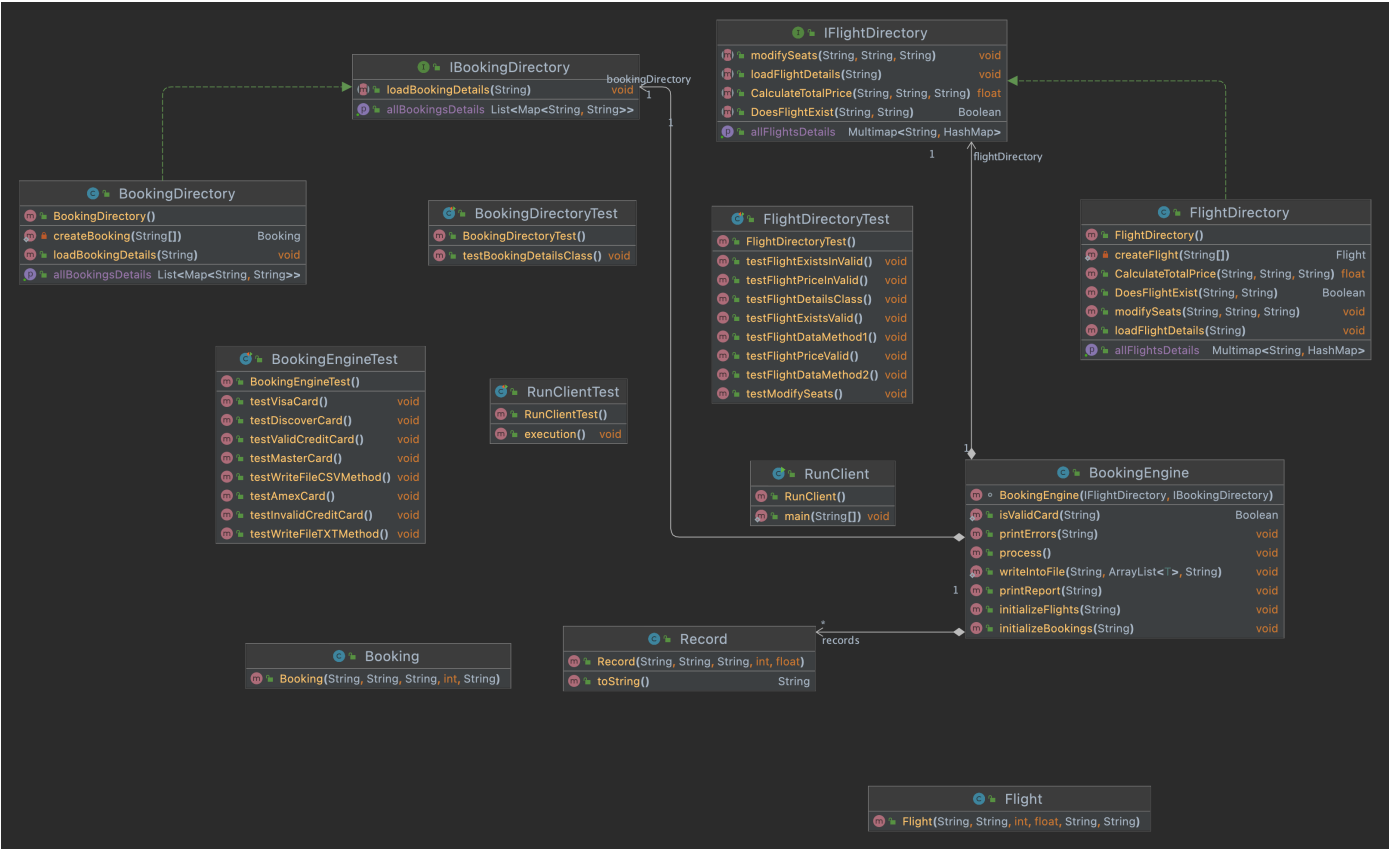 IFlightDirectory
modifySeats(String, String, String) void
loadFlightDetails(String) void
CalculateTotalPrice(String, String, String) float
DoesFlightExist(String, String) Boolean
allFlightsDetails Multimap<String, HashMap>
IBookingDirectory
loadBookingDetails(String) void
allBookingsDetails List<Map<String, String>>
bookingDirectory
1
1
1
flightDirectory
BookingDirectory
BookingDirectory()
createBooking(String[]) Booking
loadBookingDetails(String) void
allBookingsDetails List<Map<String, String>>
BookingDirectoryTest
BookingDirectoryTest()
testBookingDetailsClass() void
FlightDirectoryTest
FlightDirectoryTest()
testFlightExistsInValid() void
testFlightPriceInValid() void
testFlightDetailsClass() void
testFlightExistsValid() void
testFlightDataMethod1() void
testFlightPriceValid() void
testFlightDataMethod2() void
testModifySeats() void
FlightDirectory
FlightDirectory()
createFlight(String[]) Flight
CalculateTotalPrice(String, String, String) float
DoesFlightExist(String, String) Boolean
modifySeats(String, String, String) void
loadFlightDetails(String) void
allFlightsDetails Multimap<String, HashMap>
BookingEngineTest
BookingEngineTest()
testVisaCard() void
testDiscoverCard() void
testValidCreditCard() void
testMasterCard() void
testWriteFileCSVMethod() void
testAmexCard() void
testInvalidCreditCard() void
testWriteFileTXTMethod() void
RunClientTest
RunClientTest()
execution() void
RunClient
RunClient()
main(String[]) void
1
BookingEngine
BookingEngine(IFlightDirectory, IBookingDirectory)
isValidCard(String) Boolean
printErrors(String) void
process() void
writeIntoFile(String, ArrayList<T>, String) void
printReport(String) void
initializeFlights(String) void
initializeBookings(String) void
1
*
records
Record
Record(String, String, String, int, float)
toString() String
Booking
Booking(String, String, String, int, String)
Flight
Flight(String, String, int, float, String, String)